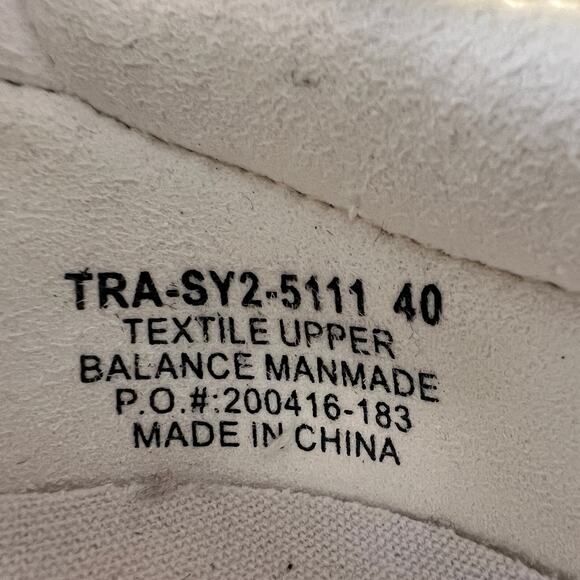 TRA-SY2-5111 40
TEXTILE UPPER
BALANCE MANMADE
P.O.#:200416-183
MADE IN CHINA